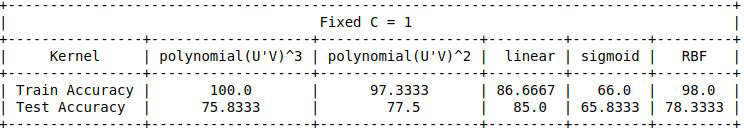 Fixed C = 1
Kernel | polynomial(U'V)^3 | polynomial(U'V)^2 | linear | sigmoid | RBF
Train Accuracy | 100.0 | 97.3333 | 86.6667 | 66.0 | 98.0
Test Accuracy | 75.8333 | 77.5 | 85.0 | 65.8333 | 78.3333